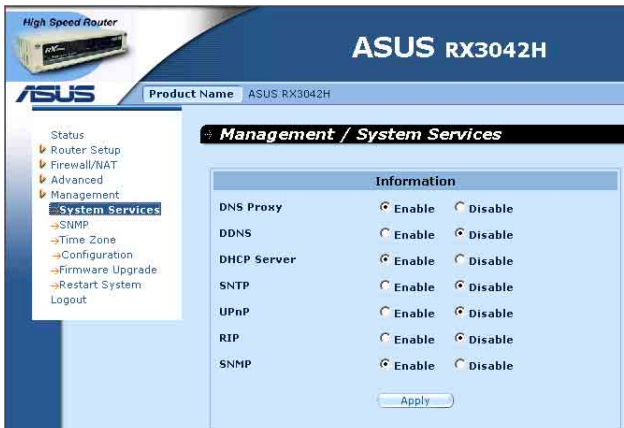 High Speed Router
ASUS RX3042H
ASUS
Product Name ASUS RX3042H
Status
Router Setup
Firewall/NAT
Advanced
Management
System Services
SNMP
Time Zone
Configuration
Firmware Upgrade
Restart System
Logout
Management / System Services
Information
DNS Proxy Enable Disable
DDNS Enable Disable
DHCP Server Enable Disable
SNTP Enable Disable
UPnP Enable Disable
RIP Enable Disable
SNMP Enable Disable
Apply